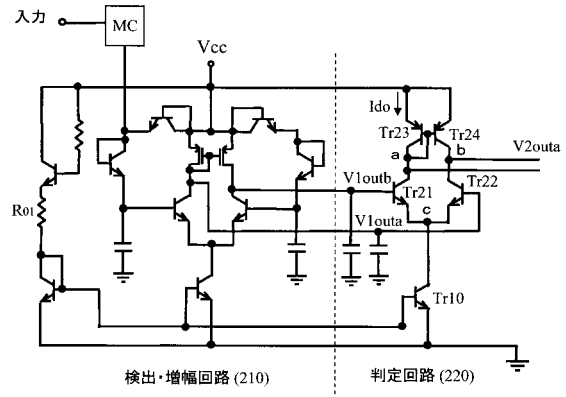 入力
MC
Vcc
Ido
Tr23
Tr24
a
b
V2outa
V1outb
Tr21
Tr22
V1outa
c
R01
Tr10
検出・増幅回路(210)
判定回路(220)